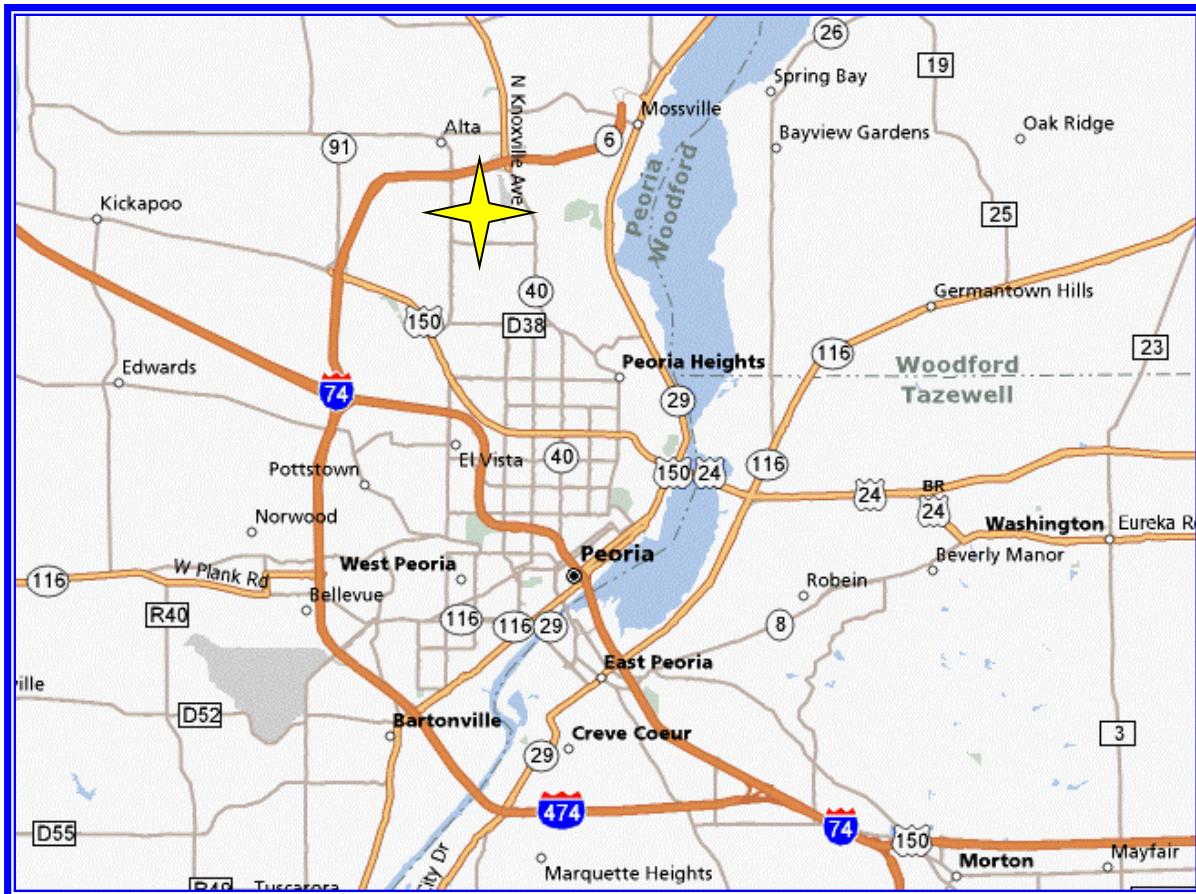 26
19
Spring Bay
N Knoxville Ave
Mossville
Alta
Oak Ridge
Bayview Gardens
6
91
Peoria
Woodford
Kickapoo
25
40
Germantown Hills
150
D38
116
23
Peoria Heights
Woodford
Edwards
Tazewell
74
29
El Vista
40
116
Pottstown
150
24
24
BR
24
Norwood
Washington
Eureka R
Peoria
West Peoria
Beverly Manor
W Plank Rd
116
Robein
Bellevue
R40
116
116
29
8
East Peoria
ville
D52
Bartonville
Creve Coeur
3
29
474
74
D55
150
City Dr
Mayfair
Morton
Marquette Heights
R49
Tuscarora